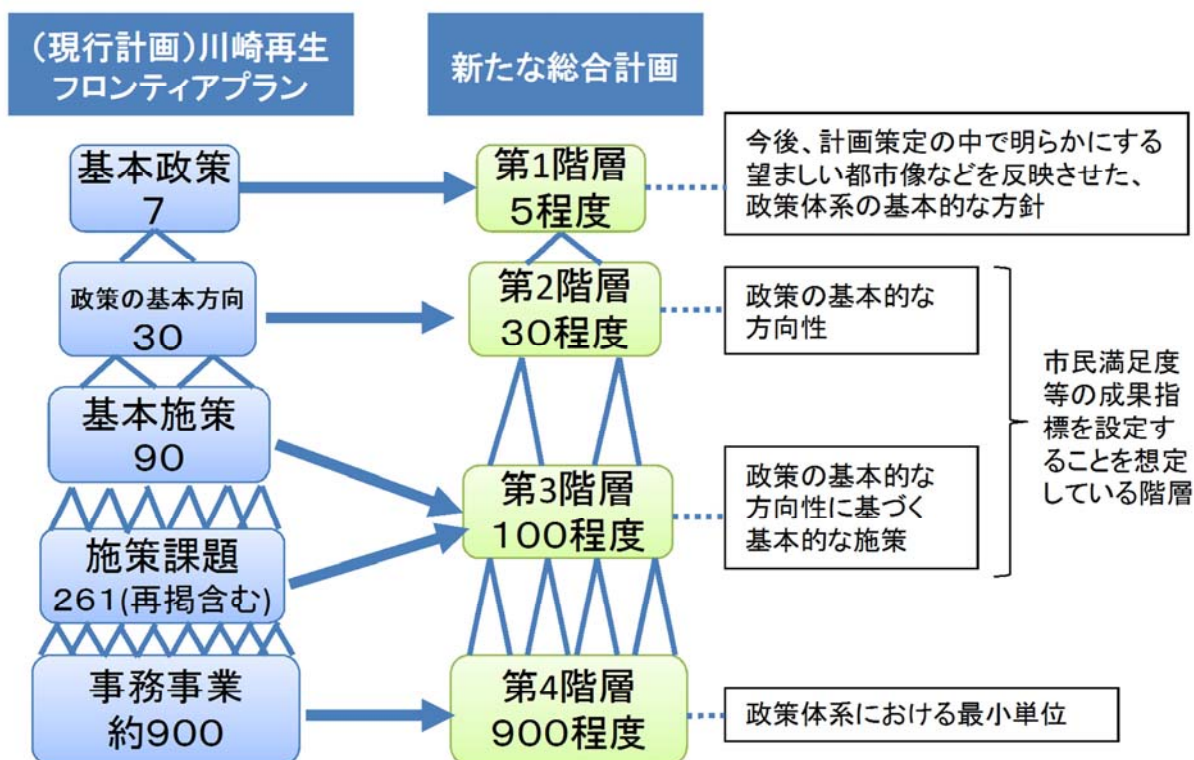 (現行計画)川崎再生
フロンティアプラン
新たな総合計画
基本政策
7
第1階層
5程度
今後、計画策定の中で明らかにする
望ましい都市像などを反映させた、
政策体系の基本的な方針
政策の基本方向
30
第2階層
30程度
政策の基本的な
方向性
基本施策
90
施策課題
261(再掲含む)
第3階層
100程度
政策の基本的な
方向性に基づく
基本的な施策
市民満足度
等の成果指
標を設定す
ることを想定
している階層
事務事業
約900
第4階層
900程度
政策体系における最小単位